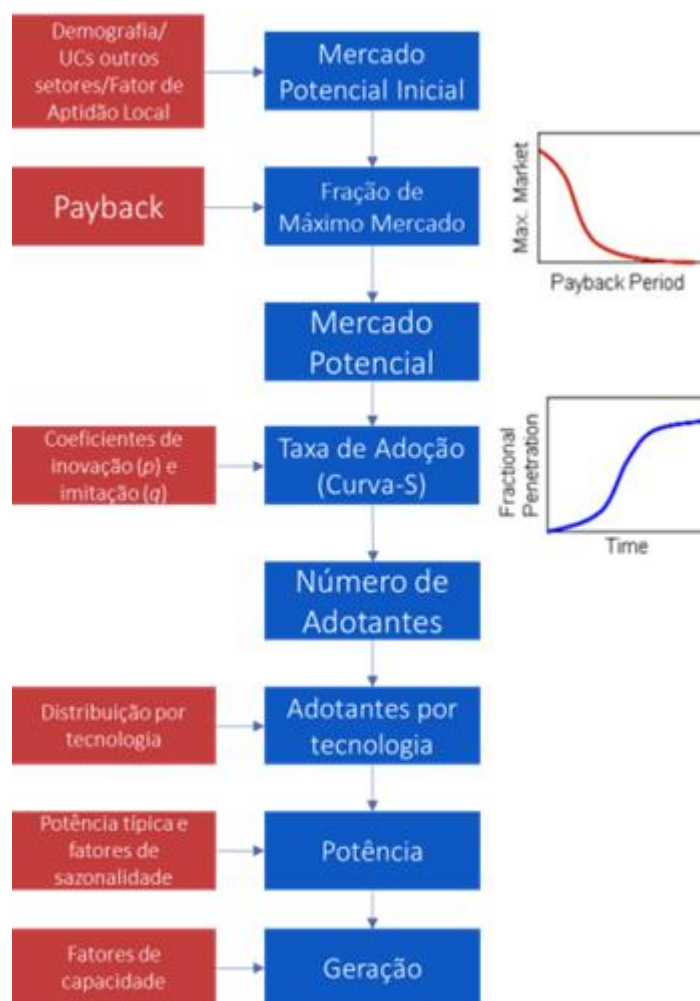 Demografia/
UCs outros
setores/Fator de
Aptidão Local
Mercado
Potencial Inicial
Payback
Fração de
Máximo Mercado
Max. Market
Payback Period
Mercado
Potencial
Coeficientes de
inovação (p) e
imitação (q)
Taxa de Adoção
(Curva-S)
Fractional
Penetration
Time
Número de
Adotantes
Distribuição por
tecnologia
Adotantes por
tecnologia
Potência típica e
fatores de
sazonalidade
Potência
Fatores de
capacidade
Geração